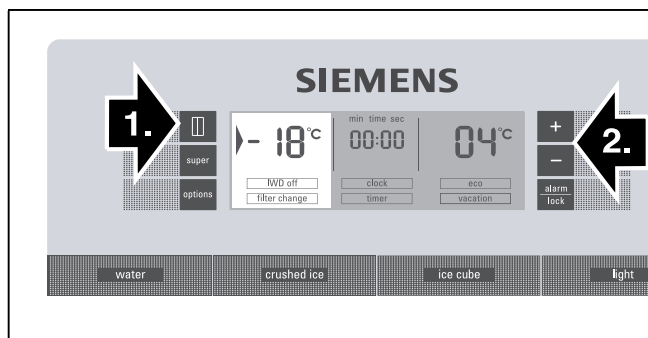 SIEMENS
1.
super
options
- 18°C
IWD off
filter change
min time sec
00:00
clock
timer
04°C
eco
vacation
+
-
alarm
lock
2.
water
crushed ice
ice cube
light